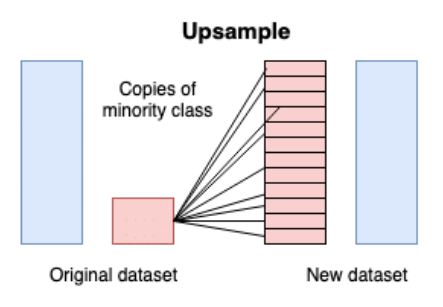 Upsample
Copies of
minority class
Original dataset
New dataset